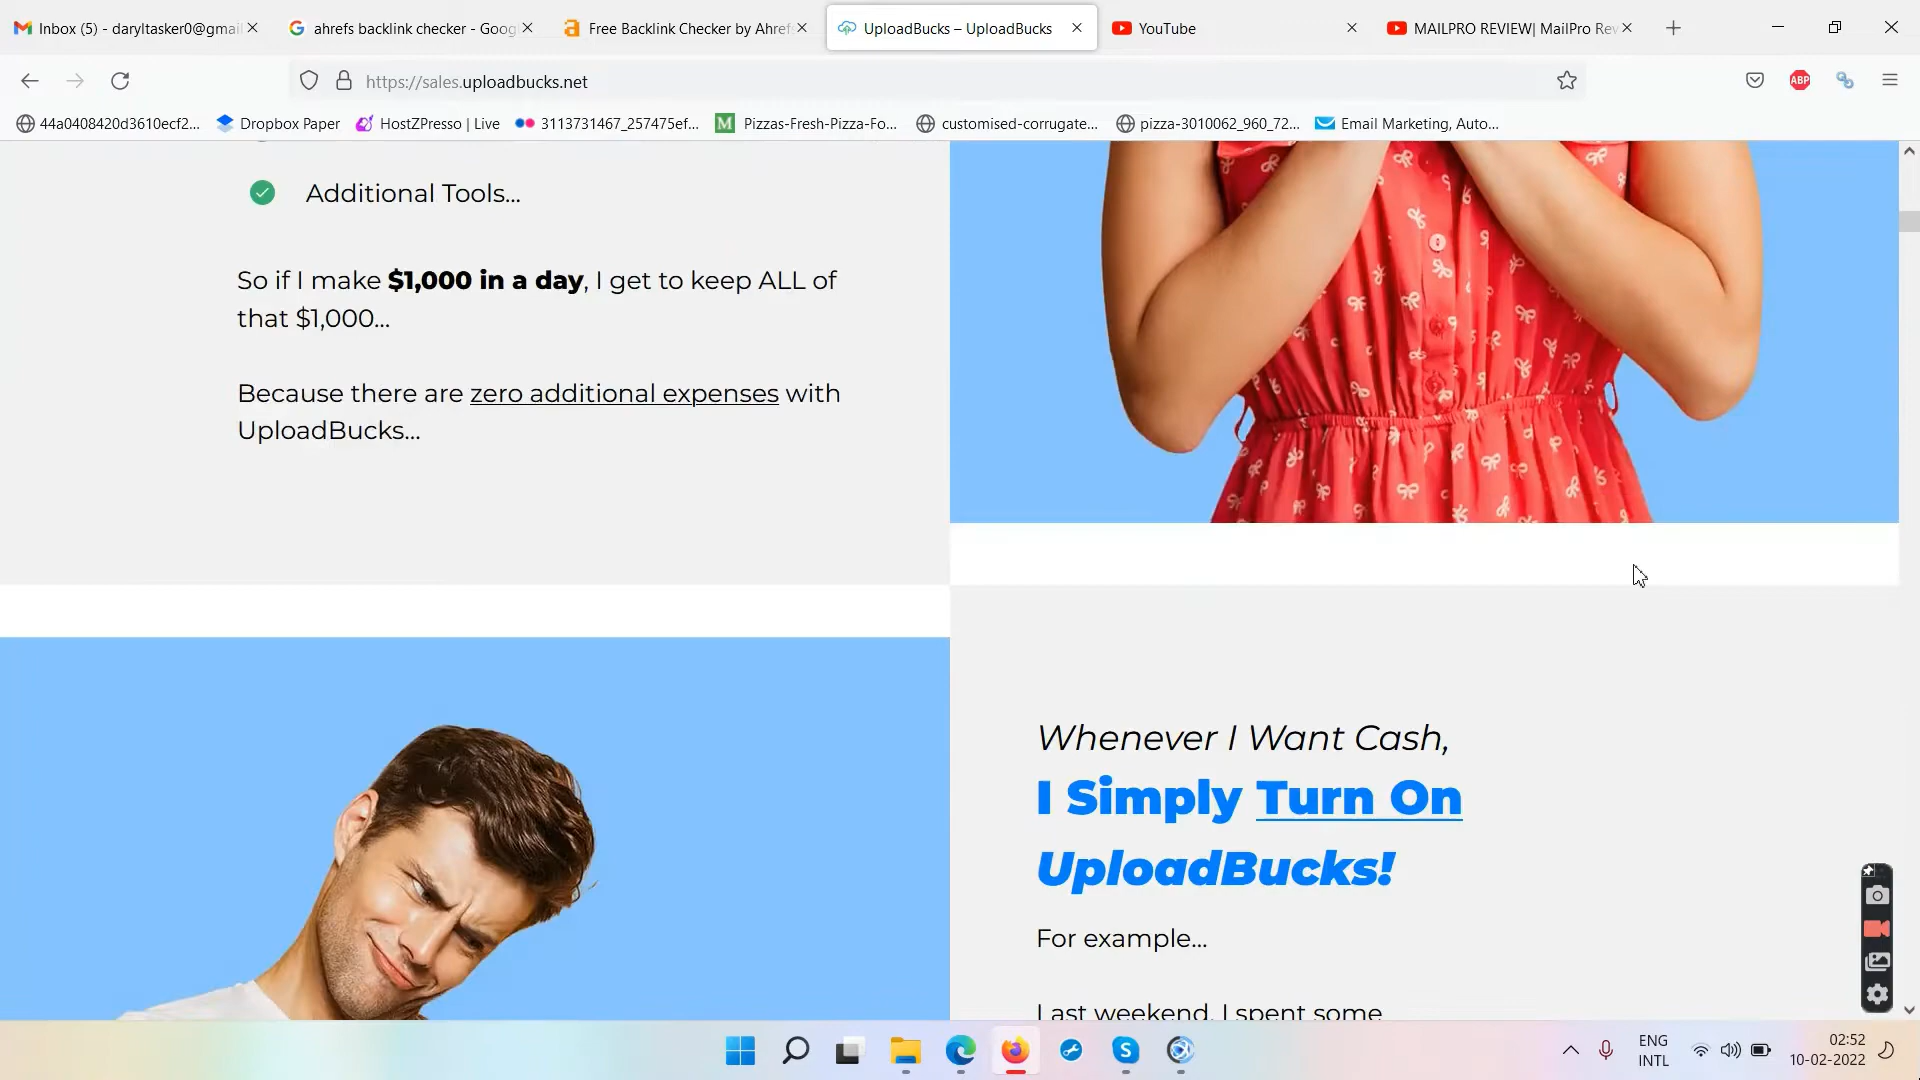 Inbox (5) - daryltasker0@gmai
ahrefs backlink checker - Goog
Free Backlink Checker by Ahref
UploadBucks – UploadBucks
YouTube
MAILPRO REVIEW| MailPro Rev
https://sales.uploadbucks.net
ABP
44a0408420d3610ecf2...
Dropbox Paper
HostZPresso | Live
3113731467_257475ef...
M
Pizzas-Fresh-Pizza-Fo...
customised-corrugate...
pizza-3010062_960_72...
Email Marketing, Auto...
Additional Tools...
So if I make $1,000 in a day, I get to keep ALL of
that $1,000...
Because there are zero additional expenses with
UploadBucks...
Whenever I Want Cash,
I Simply Turn On
UploadBucks!
For example...
Last weekend, I spent some
ENG
INTL
02:52
10-02-2022